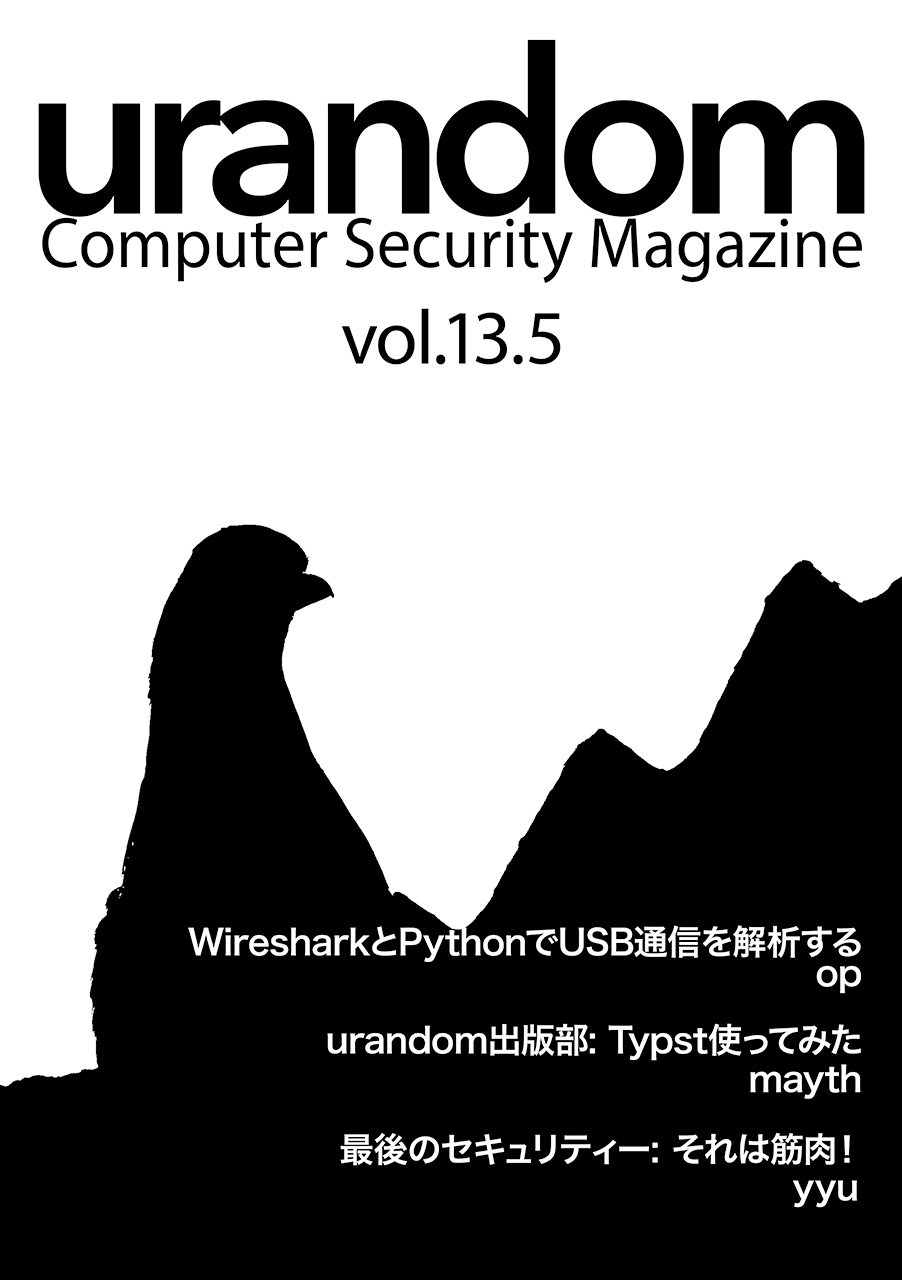 urandom
Computer Security Magazine
vol.13.5
WiresharkとPythonでUSB通信を解析する
op
urandom出版部: Typst使ってみた
mayth
最後のセキュリティー: それは筋肉!
yyu